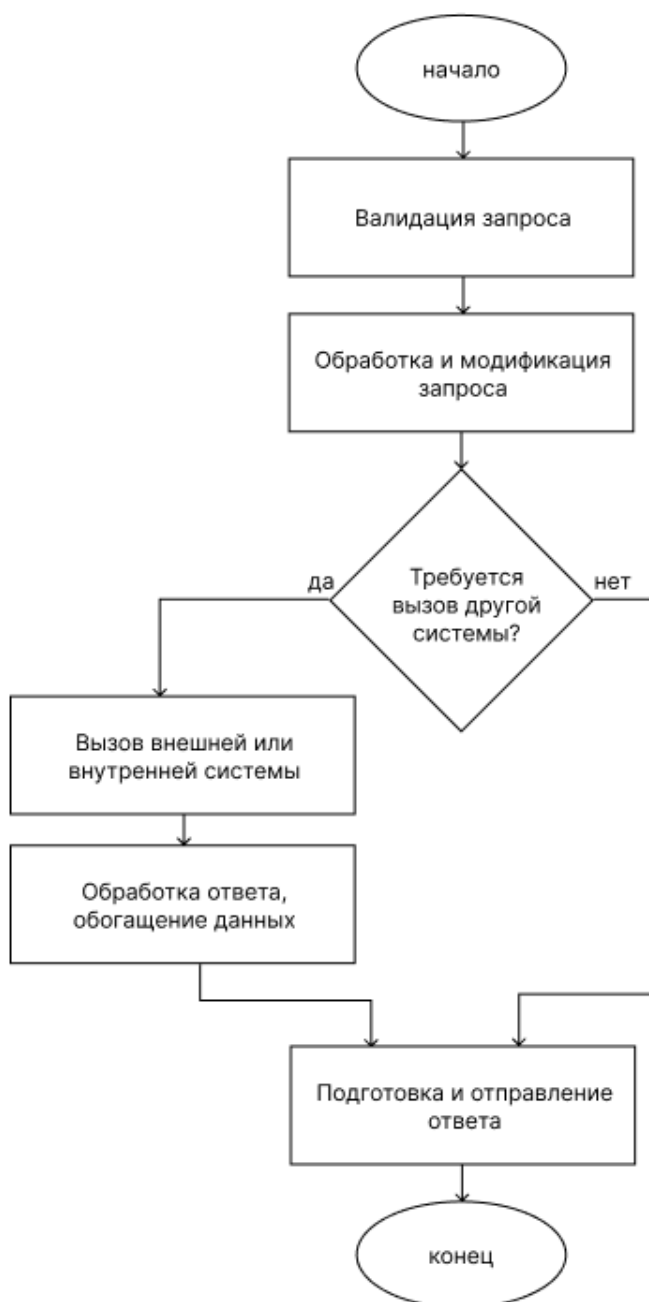 начало
Валидация запроса
Обработка и модификация
запроса
да
Требуется
вызов другой
системы?
нет
Вызов внешней или
внутренней системы
Обработка ответа,
обогащение данных
Подготовка и отправление
ответа
конец